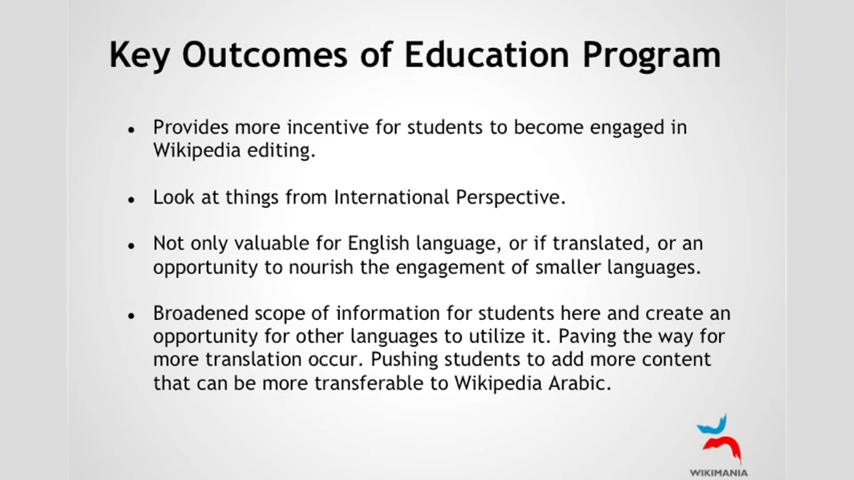 Key Outcomes of Education Program
• Provides more incentive for students to become engaged in
Wikipedia editing.
• Look at things from International Perspective.
• Not only valuable for English language, or if translated, or an
opportunity to nourish the engagement of smaller languages.
• Broadened scope of information for students here and create an
opportunity for other languages to utilize it. Paving the way for
more translation occur. Pushing students to add more content
that can be more transferable to Wikipedia Arabic.
WIKIMANIA